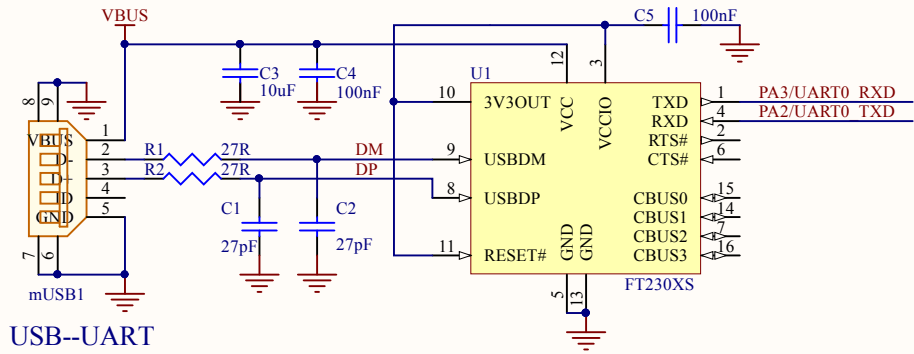 VBUS
C5 100nF
8 9
12 3
U1
C3 10uF
C4 100nF
10 3V3OUT VCC VCCIO TXD 1 PA3/UART0_RXD
RXD 4 PA2/UART0_TXD
VBUS 1
RTS# 2
D- 2 R1 27R DM 9 USBDM CTS# 6
D+ 3 R2 27R DP 8 USBDP CBUS0 15
ID 4
GND 5
C1 27pF
C2 27pF
CBUS1 14
CBUS2 7
11 RESET# GND GND CBUS3 16
7 6
5 13
mUSB1
FT230XS
USB--UART